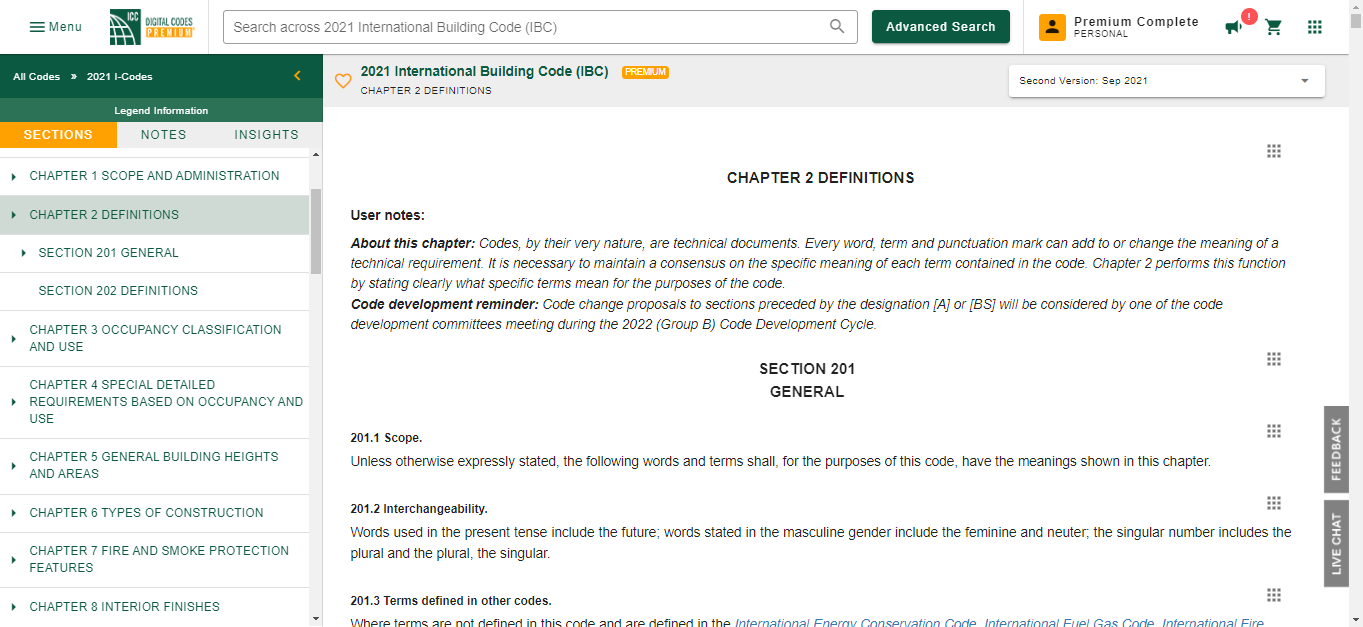 Menu
ICC
DIGITAL CODES
PREMIUM
Search across 2021 International Building Code (IBC)
Advanced Search
Premium Complete
PERSONAL
!
All Codes » 2021 I-Codes
Legend Information
SECTIONS NOTES INSIGHTS
CHAPTER 1 SCOPE AND ADMINISTRATION
CHAPTER 2 DEFINITIONS
SECTION 201 GENERAL
SECTION 202 DEFINITIONS
CHAPTER 3 OCCUPANCY CLASSIFICATION
AND USE
CHAPTER 4 SPECIAL DETAILED
REQUIREMENTS BASED ON OCCUPANCY AND
USE
CHAPTER 5 GENERAL BUILDING HEIGHTS
AND AREAS
CHAPTER 6 TYPES OF CONSTRUCTION
CHAPTER 7 FIRE AND SMOKE PROTECTION
FEATURES
CHAPTER 8 INTERIOR FINISHES
2021 International Building Code (IBC) PREMIUM
CHAPTER 2 DEFINITIONS
Second Version: Sep 2021
CHAPTER 2 DEFINITIONS
User notes:
About this chapter: Codes, by their very nature, are technical documents. Every word, term and punctuation mark can add to or change the meaning of a
technical requirement. It is necessary to maintain a consensus on the specific meaning of each term contained in the code. Chapter 2 performs this function
by stating clearly what specific terms mean for the purposes of the code.
Code development reminder: Code change proposals to sections preceded by the designation [A] or [BS] will be considered by one of the code
development committees meeting during the 2022 (Group B) Code Development Cycle.
SECTION 201
GENERAL
201.1 Scope.
Unless otherwise expressly stated, the following words and terms shall, for the purposes of this code, have the meanings shown in this chapter.
201.2 Interchangeability.
Words used in the present tense include the future; words stated in the masculine gender include the feminine and neuter; the singular number includes the
plural and the plural, the singular.
201.3 Terms defined in other codes.
Where terms are not defined in this code and are defined in the International Energy Conservation Code, International Fuel Gas Code, International Fire
FEEDBACK
LIVE CHAT